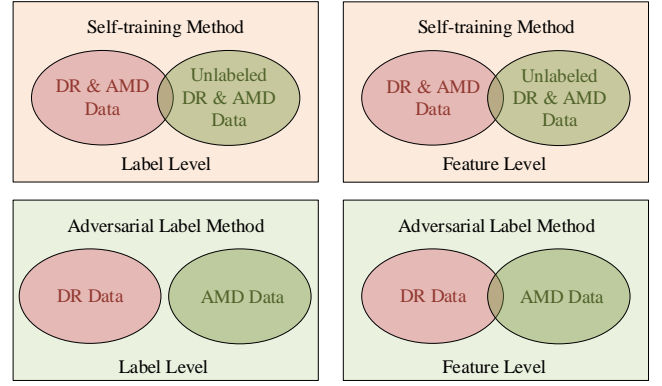 Self-training Method
DR & AMD
Data
Unlabeled
DR & AMD
Data
Label Level
Self-training Method
DR & AMD
Data
Unlabeled
DR & AMD
Data
Feature Level
Adversarial Label Method
DR Data
AMD Data
Label Level
Adversarial Label Method
DR Data
AMD Data
Feature Level